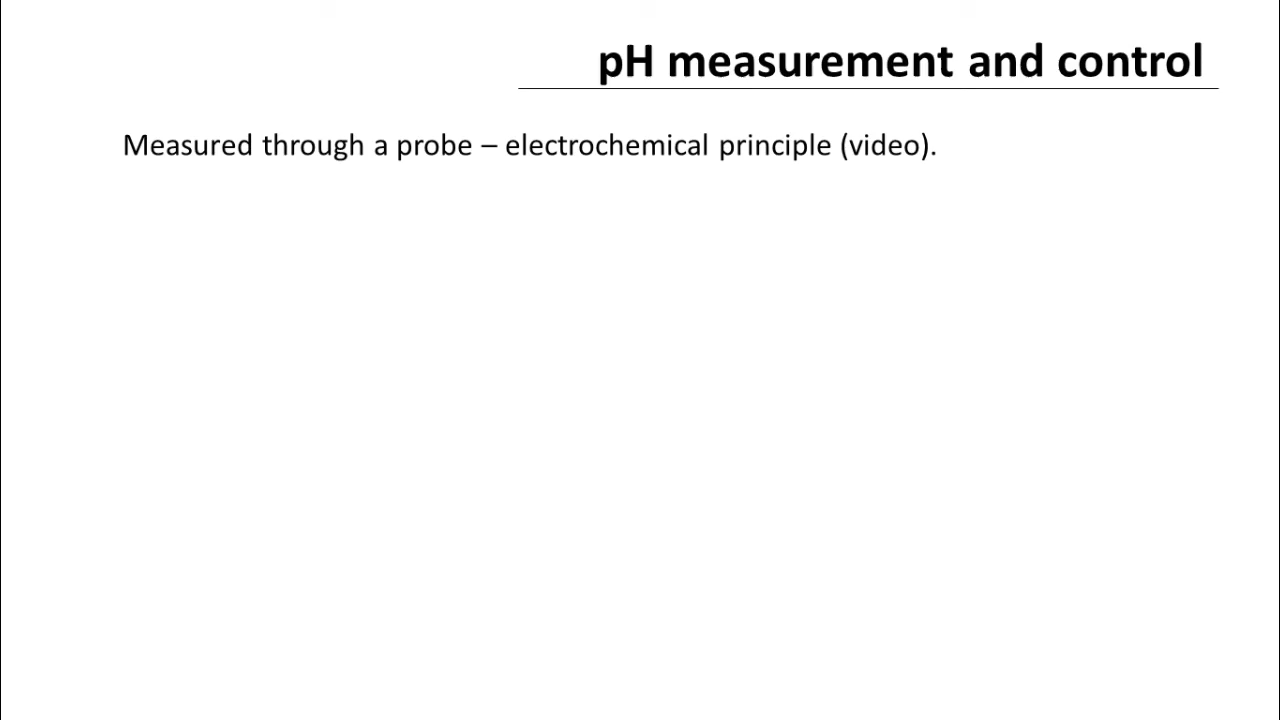 pH measurement and control
Measured through a probe – electrochemical principle (video).